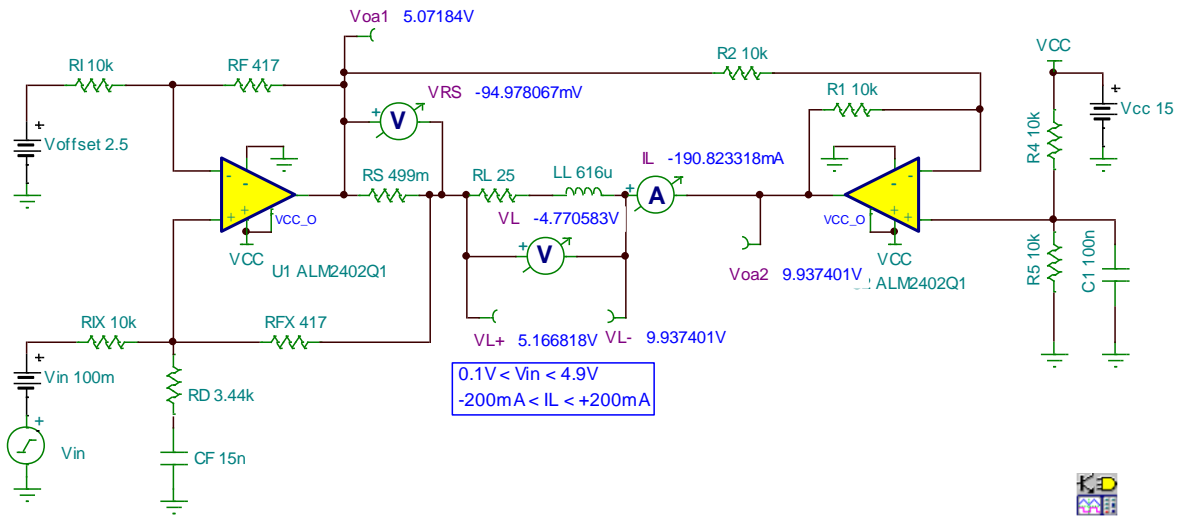 Voa1 5.07184V
RI 10k
RF 417
R2 10k
VCC
VRS -94.978067mV
R1 10k
Vcc 15
+
+
+
V
R4 10k
Voffset 2.5
IL -190.823318mA
- -
+ +
VCC_O
VCC
U1 ALM2402Q1
RS 499m
RL 25
LL 616u
+
A
- -
+ +
VCC_O
VCC
ALM2402Q1
VL -4.770583V
+
V
Voa2 9.937401V
R5 10k
C1 100n
RIX 10k
RFX 417
VL+ 5.166818V
VL- 9.937401V
+
Vin 100m
RD 3.44k
0.1V < Vin < 4.9V
-200mA < IL < +200mA
+
Vin
CF 15n